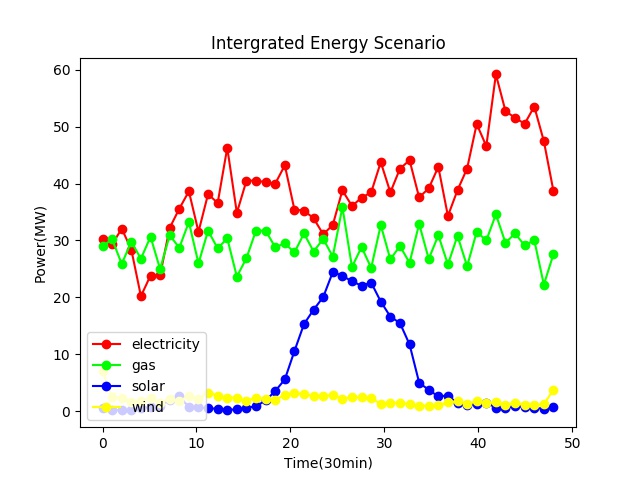 Intergrated Energy Scenario
60
50
40
30
20
10
0
Power(MW)
electricity
gas
solar
wind
0 10 20 30 40 50
Time(30min)